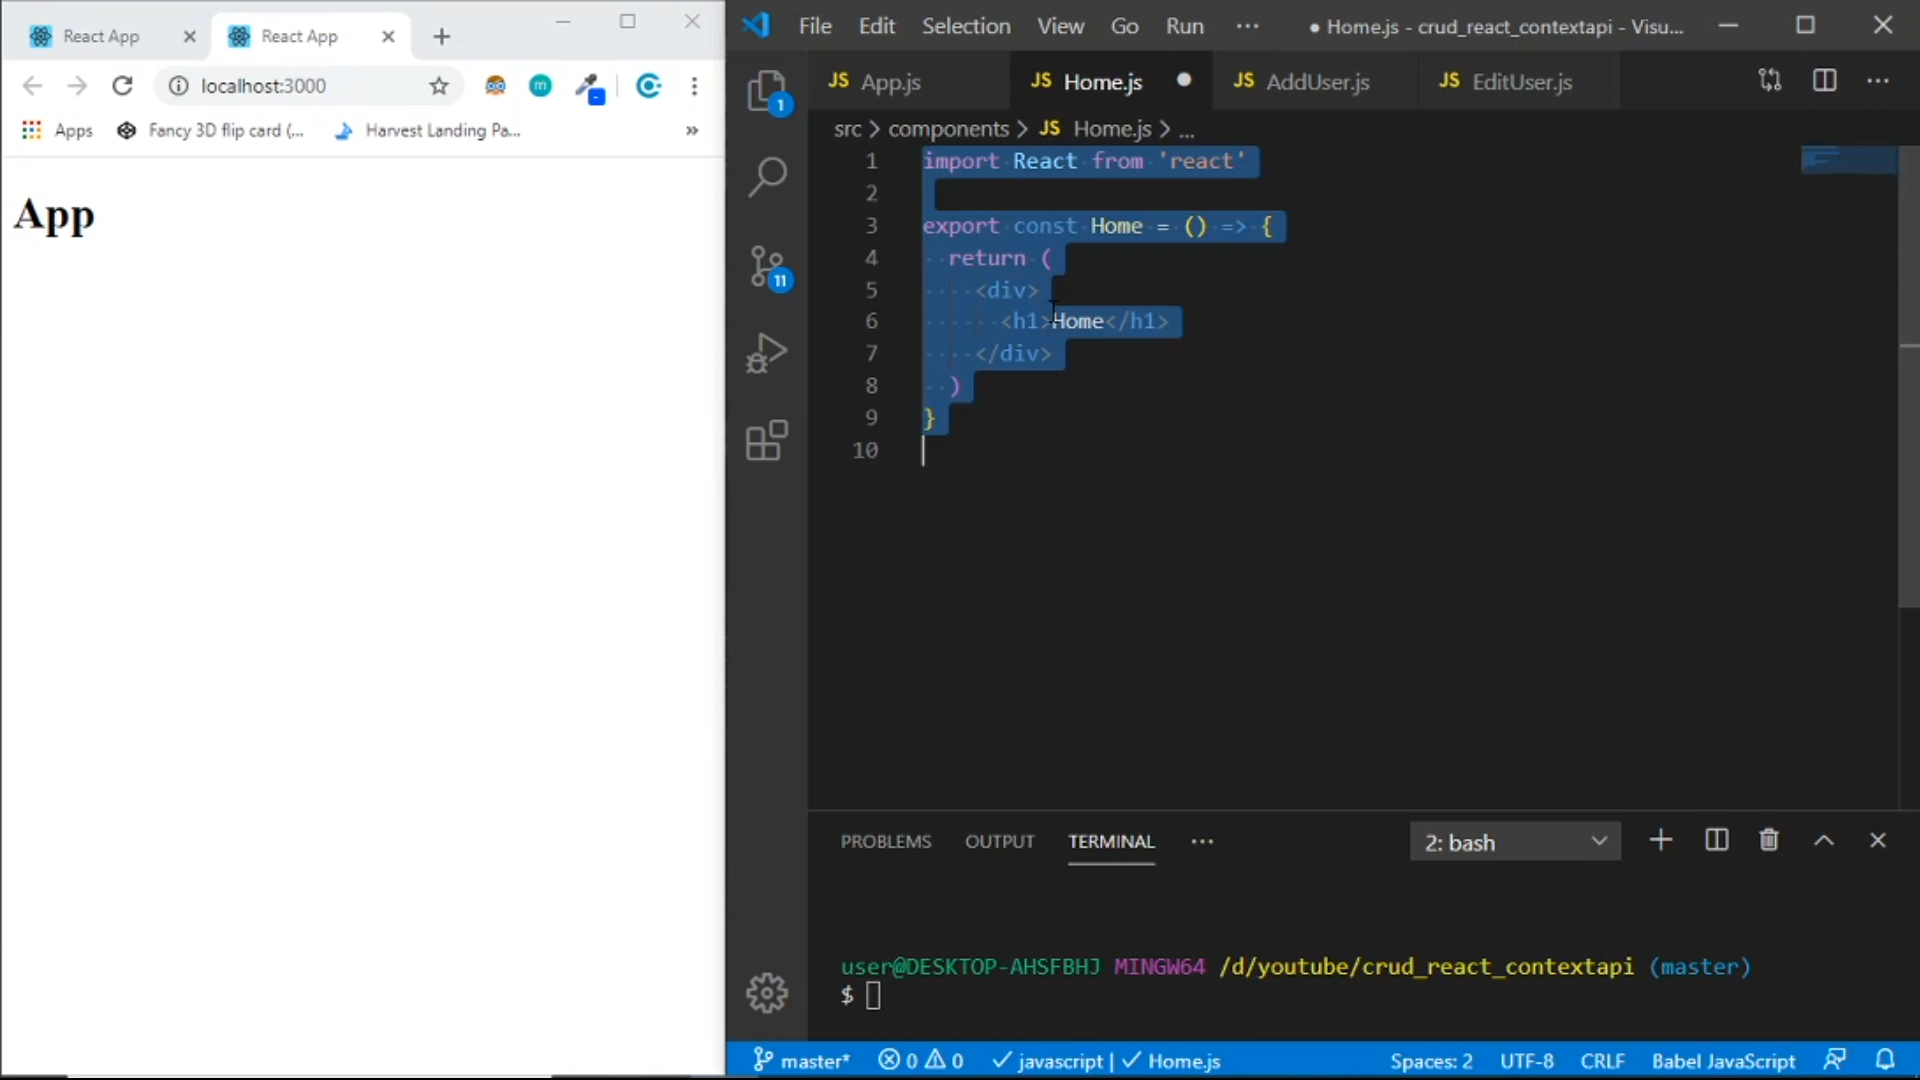 React App
React App
localhost:3000
Apps
Fancy 3D flip card (...
Harvest Landing Pa...
»
App
File Edit Selection View Go Run ··· ● Home.js - crud_react_contextapi - Visu...
JS App.js
JS Home.js
JS AddUser.js
JS EditUser.js
src > components > JS Home.js > ...
1 import React from 'react'
2
3 export const Home = () => {
4 return (
5 <div>
6 <h1>Home</h1>
7 </div>
8 )
9 }
10
1
11
PROBLEMS OUTPUT TERMINAL ··· 2: bash
user@DESKTOP-AHSFBHJ MINGW64 /d/youtube/crud_react_contextapi (master)
$
master* 0 0 javascript | Home.js Spaces: 2 UTF-8 CRLF Babel JavaScript